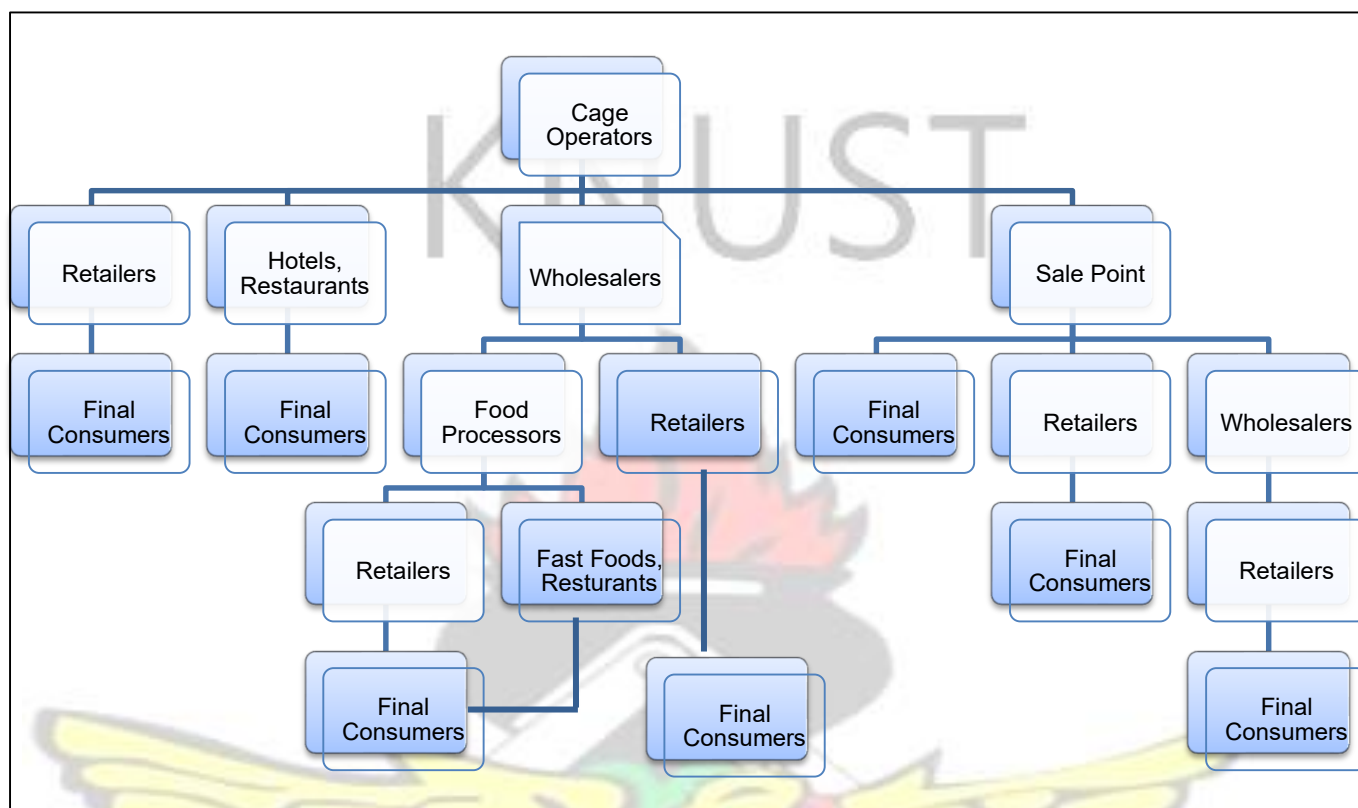 KNUST
Cage
Operators
Retailers
Hotels,
Restaurants
Wholesalers
Sale Point
Final
Consumers
Final
Consumers
Food
Processors
Retailers
Final
Consumers
Retailers
Wholesalers
Retailers
Fast Foods,
Resturants
Final
Consumers
Retailers
Final
Consumers
Final
Consumers
Final
Consumers